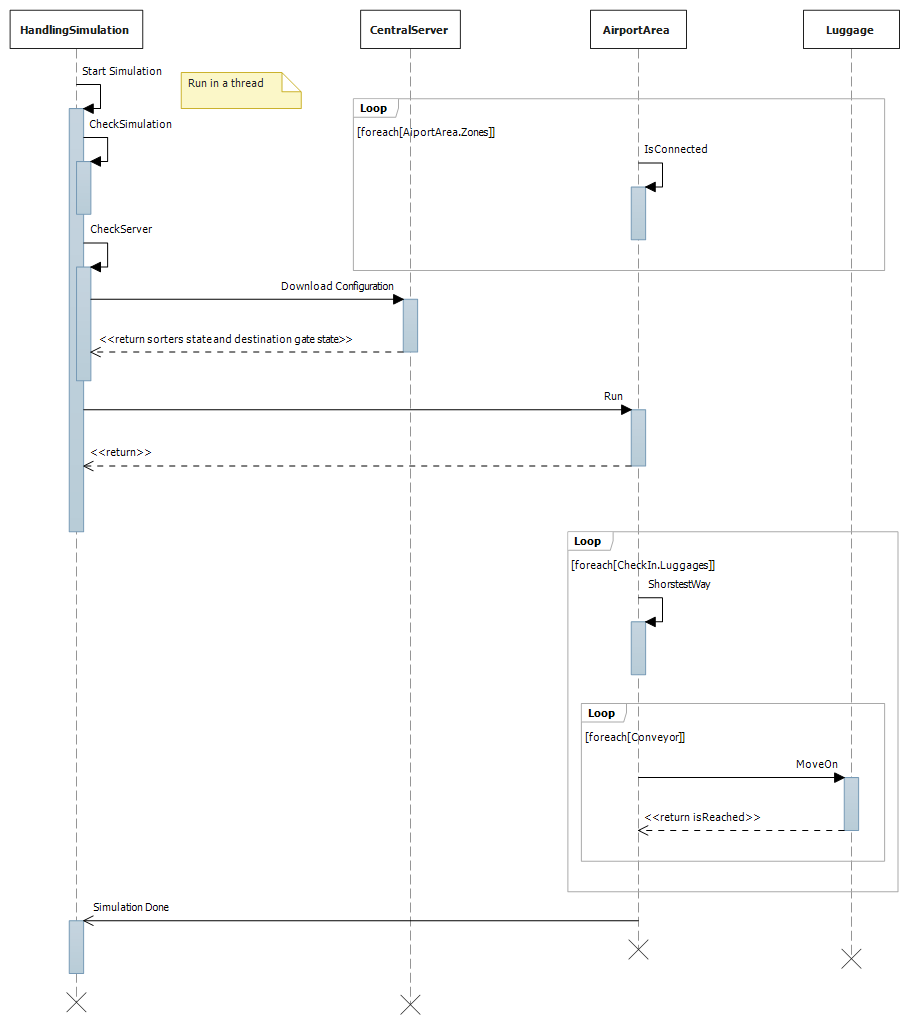 HandlingSimulation
CentralServer
AirportArea
Luggage
Start Simulation
Run in a thread
Loop
CheckSimulation
[foreach[AiportArea.Zones]]
IsConnected
CheckServer
Download Configuration
<<return sorters state and destination gate state>>
Run
<<return>>
Loop
[foreach[CheckIn.Luggages]]
ShorstestWay
Loop
[foreach[Conveyor]]
MoveOn
<<return isReached>>
Simulation Done